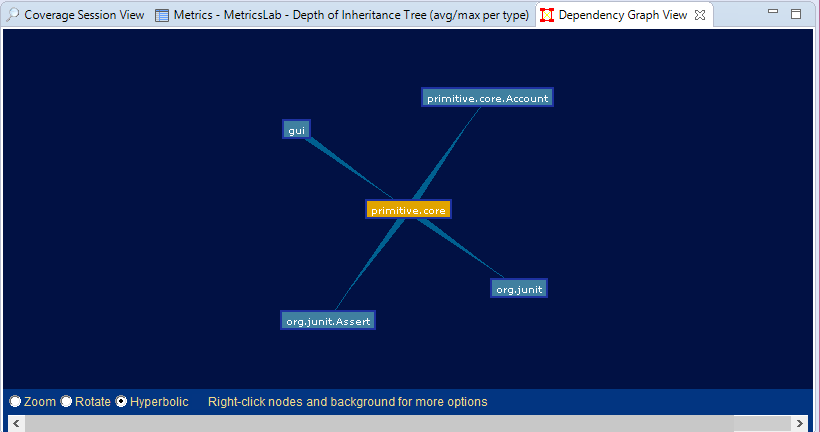 Coverage Session View
Metrics - MetricsLab - Depth of Inheritance Tree (avg/max per type)
Dependency Graph View
primitive.core.Account
gui
primitive.core
org.junit
org.junit.Assert
Zoom Rotate Hyperbolic Right-click nodes and background for more options